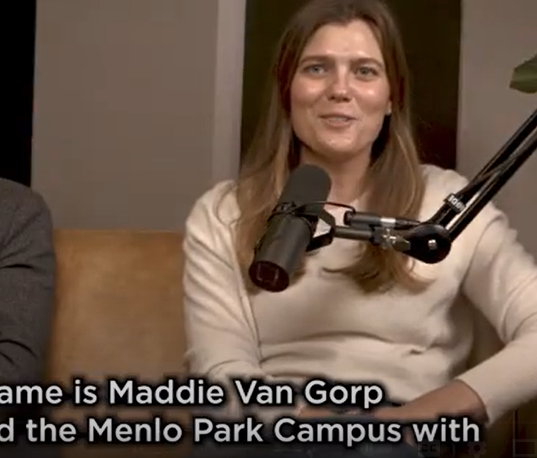 ame is Maddie Van Gorp
d the Menlo Park Campus with